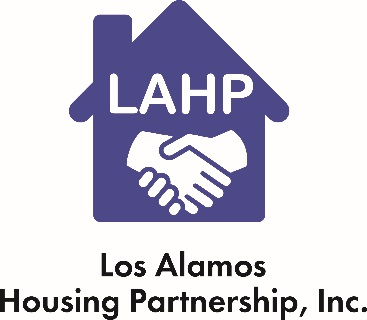 LAHP
Los Alamos
Housing Partnership, Inc.